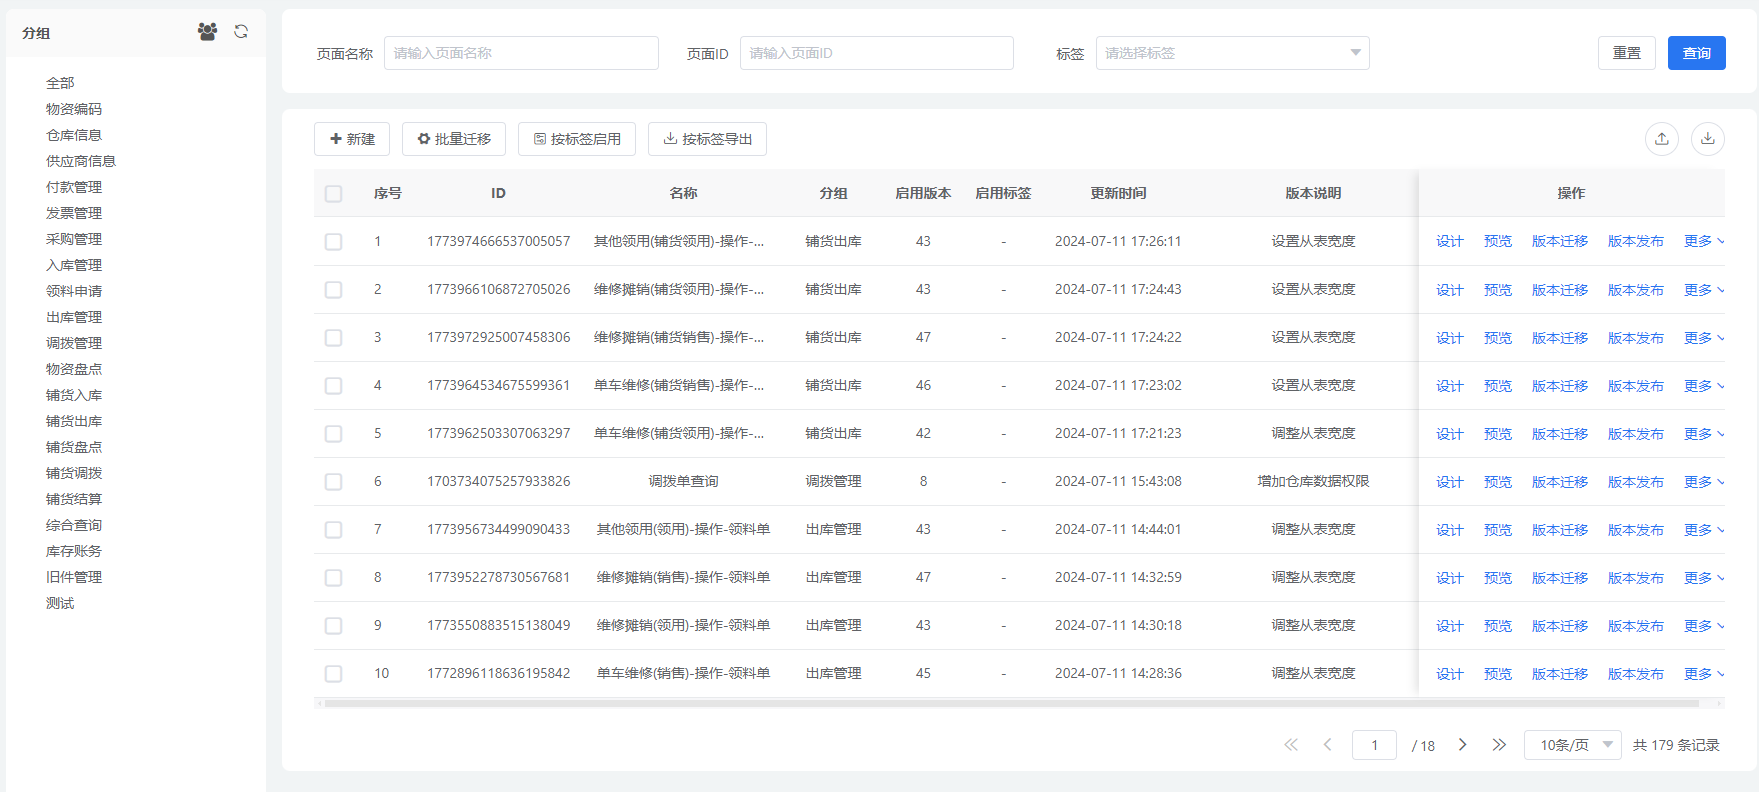 分组
全部
物资编码
仓库信息
供应商信息
付款管理
发票管理
采购管理
入库管理
领料申请
出库管理
调拨管理
物资盘点
铺货入库
铺货出库
铺货盘点
铺货调拨
铺货结算
综合查询
库存账务
旧件管理
测试
页面名称 请输入页面名称 页面ID 请输入页面ID 标签 请选择标签 重置 查询
新建 批量迁移 按标签启用 按标签导出
序号 ID 名称 分组 启用版本 启用标签 更新时间 版本说明 操作
1 1773974666537005057 其他领用(铺货领用)-操作-... 铺货出库 43 - 2024-07-11 17:26:11 设置从表宽度 设计 预览 版本迁移 版本发布 更多
2 1773966106872705026 维修摊销(铺货领用)-操作-... 铺货出库 43 - 2024-07-11 17:24:43 设置从表宽度 设计 预览 版本迁移 版本发布 更多
3 1773972925007458306 维修摊销(铺货销售)-操作-... 铺货出库 47 - 2024-07-11 17:24:22 设置从表宽度 设计 预览 版本迁移 版本发布 更多
4 1773964534675599361 单车维修(铺货销售)-操作-... 铺货出库 46 - 2024-07-11 17:23:02 设置从表宽度 设计 预览 版本迁移 版本发布 更多
5 1773962503307063297 单车维修(铺货领用)-操作-... 铺货出库 42 - 2024-07-11 17:21:23 调整从表宽度 设计 预览 版本迁移 版本发布 更多
6 1703734075257933826 调拨单查询 调拨管理 8 - 2024-07-11 15:43:08 增加仓库数据权限 设计 预览 版本迁移 版本发布 更多
7 1773956734499090433 其他领用(领用)-操作-领料单 出库管理 43 - 2024-07-11 14:44:01 调整从表宽度 设计 预览 版本迁移 版本发布 更多
8 1773952278730567681 维修摊销(销售)-操作-领料单 出库管理 47 - 2024-07-11 14:32:59 调整从表宽度 设计 预览 版本迁移 版本发布 更多
9 1773550883515138049 维修摊销(领用)-操作-领料单 出库管理 43 - 2024-07-11 14:30:18 调整从表宽度 设计 预览 版本迁移 版本发布 更多
10 1772896118636195842 单车维修(销售)-操作-领料单 出库管理 45 - 2024-07-11 14:28:36 调整从表宽度 设计 预览 版本迁移 版本发布 更多
1 / 18 10条/页 共 179 条记录